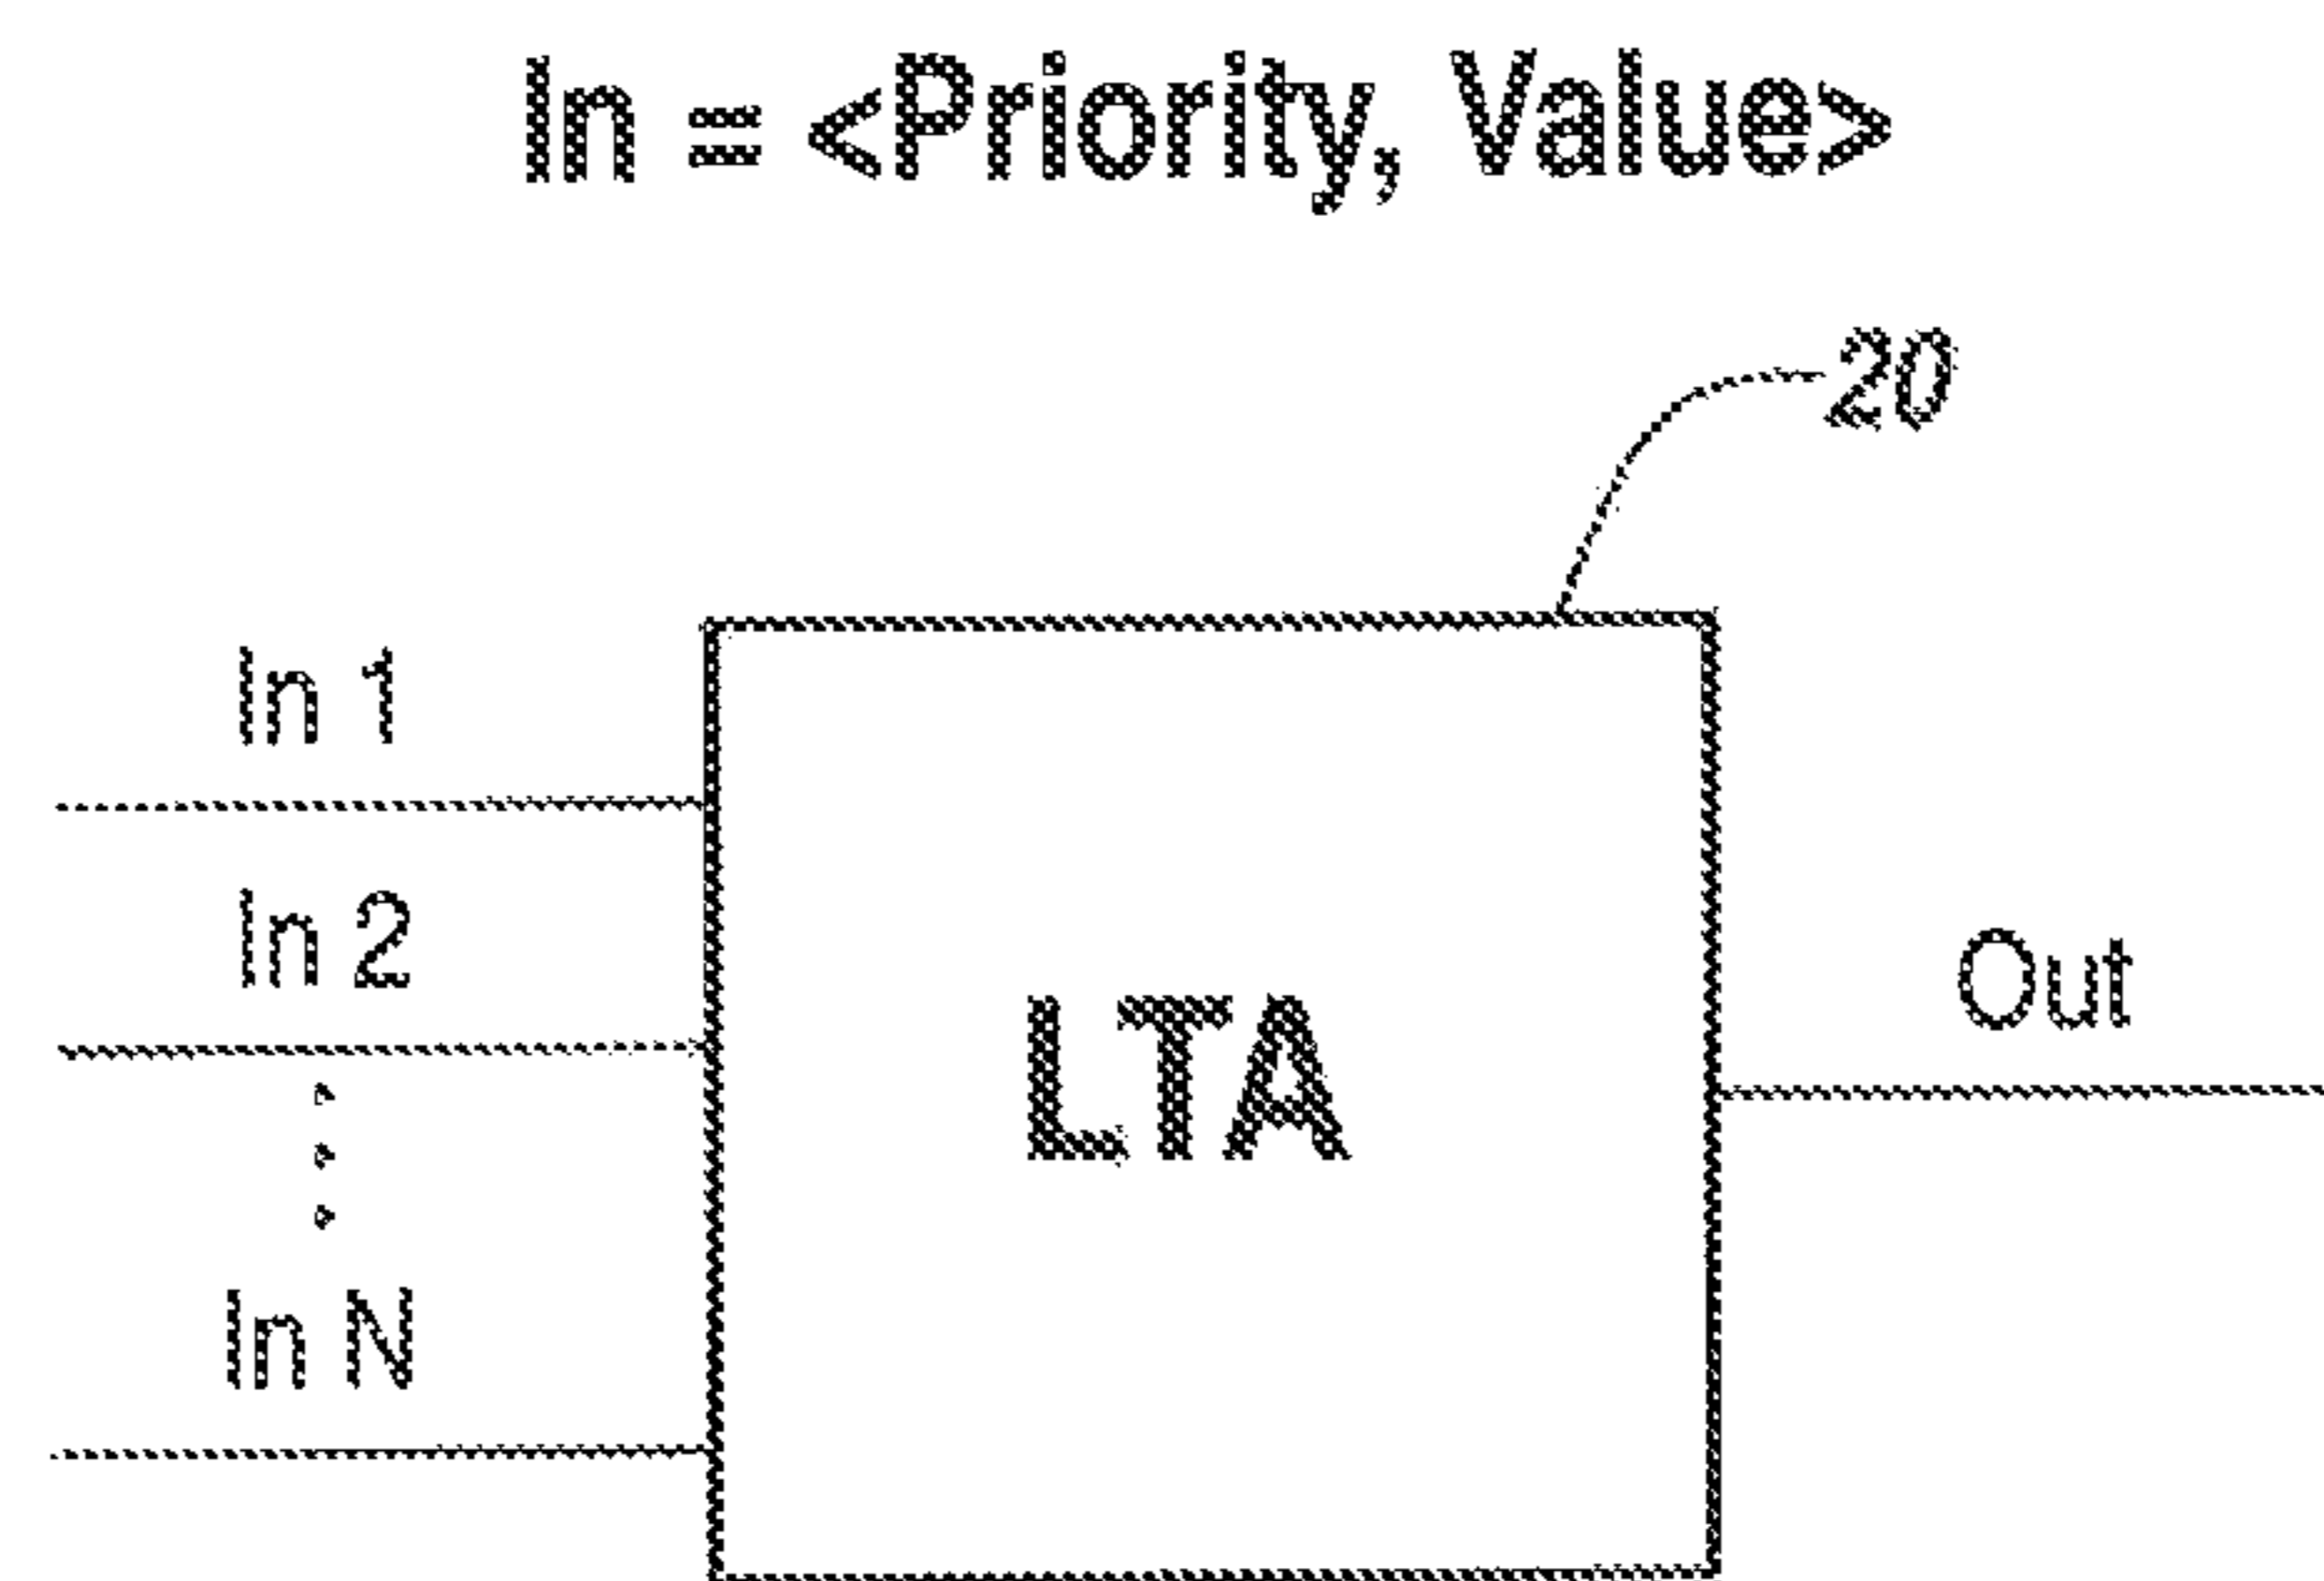 In = <Priority, Value>
20
In 1
In 2
Out
LTA
In N